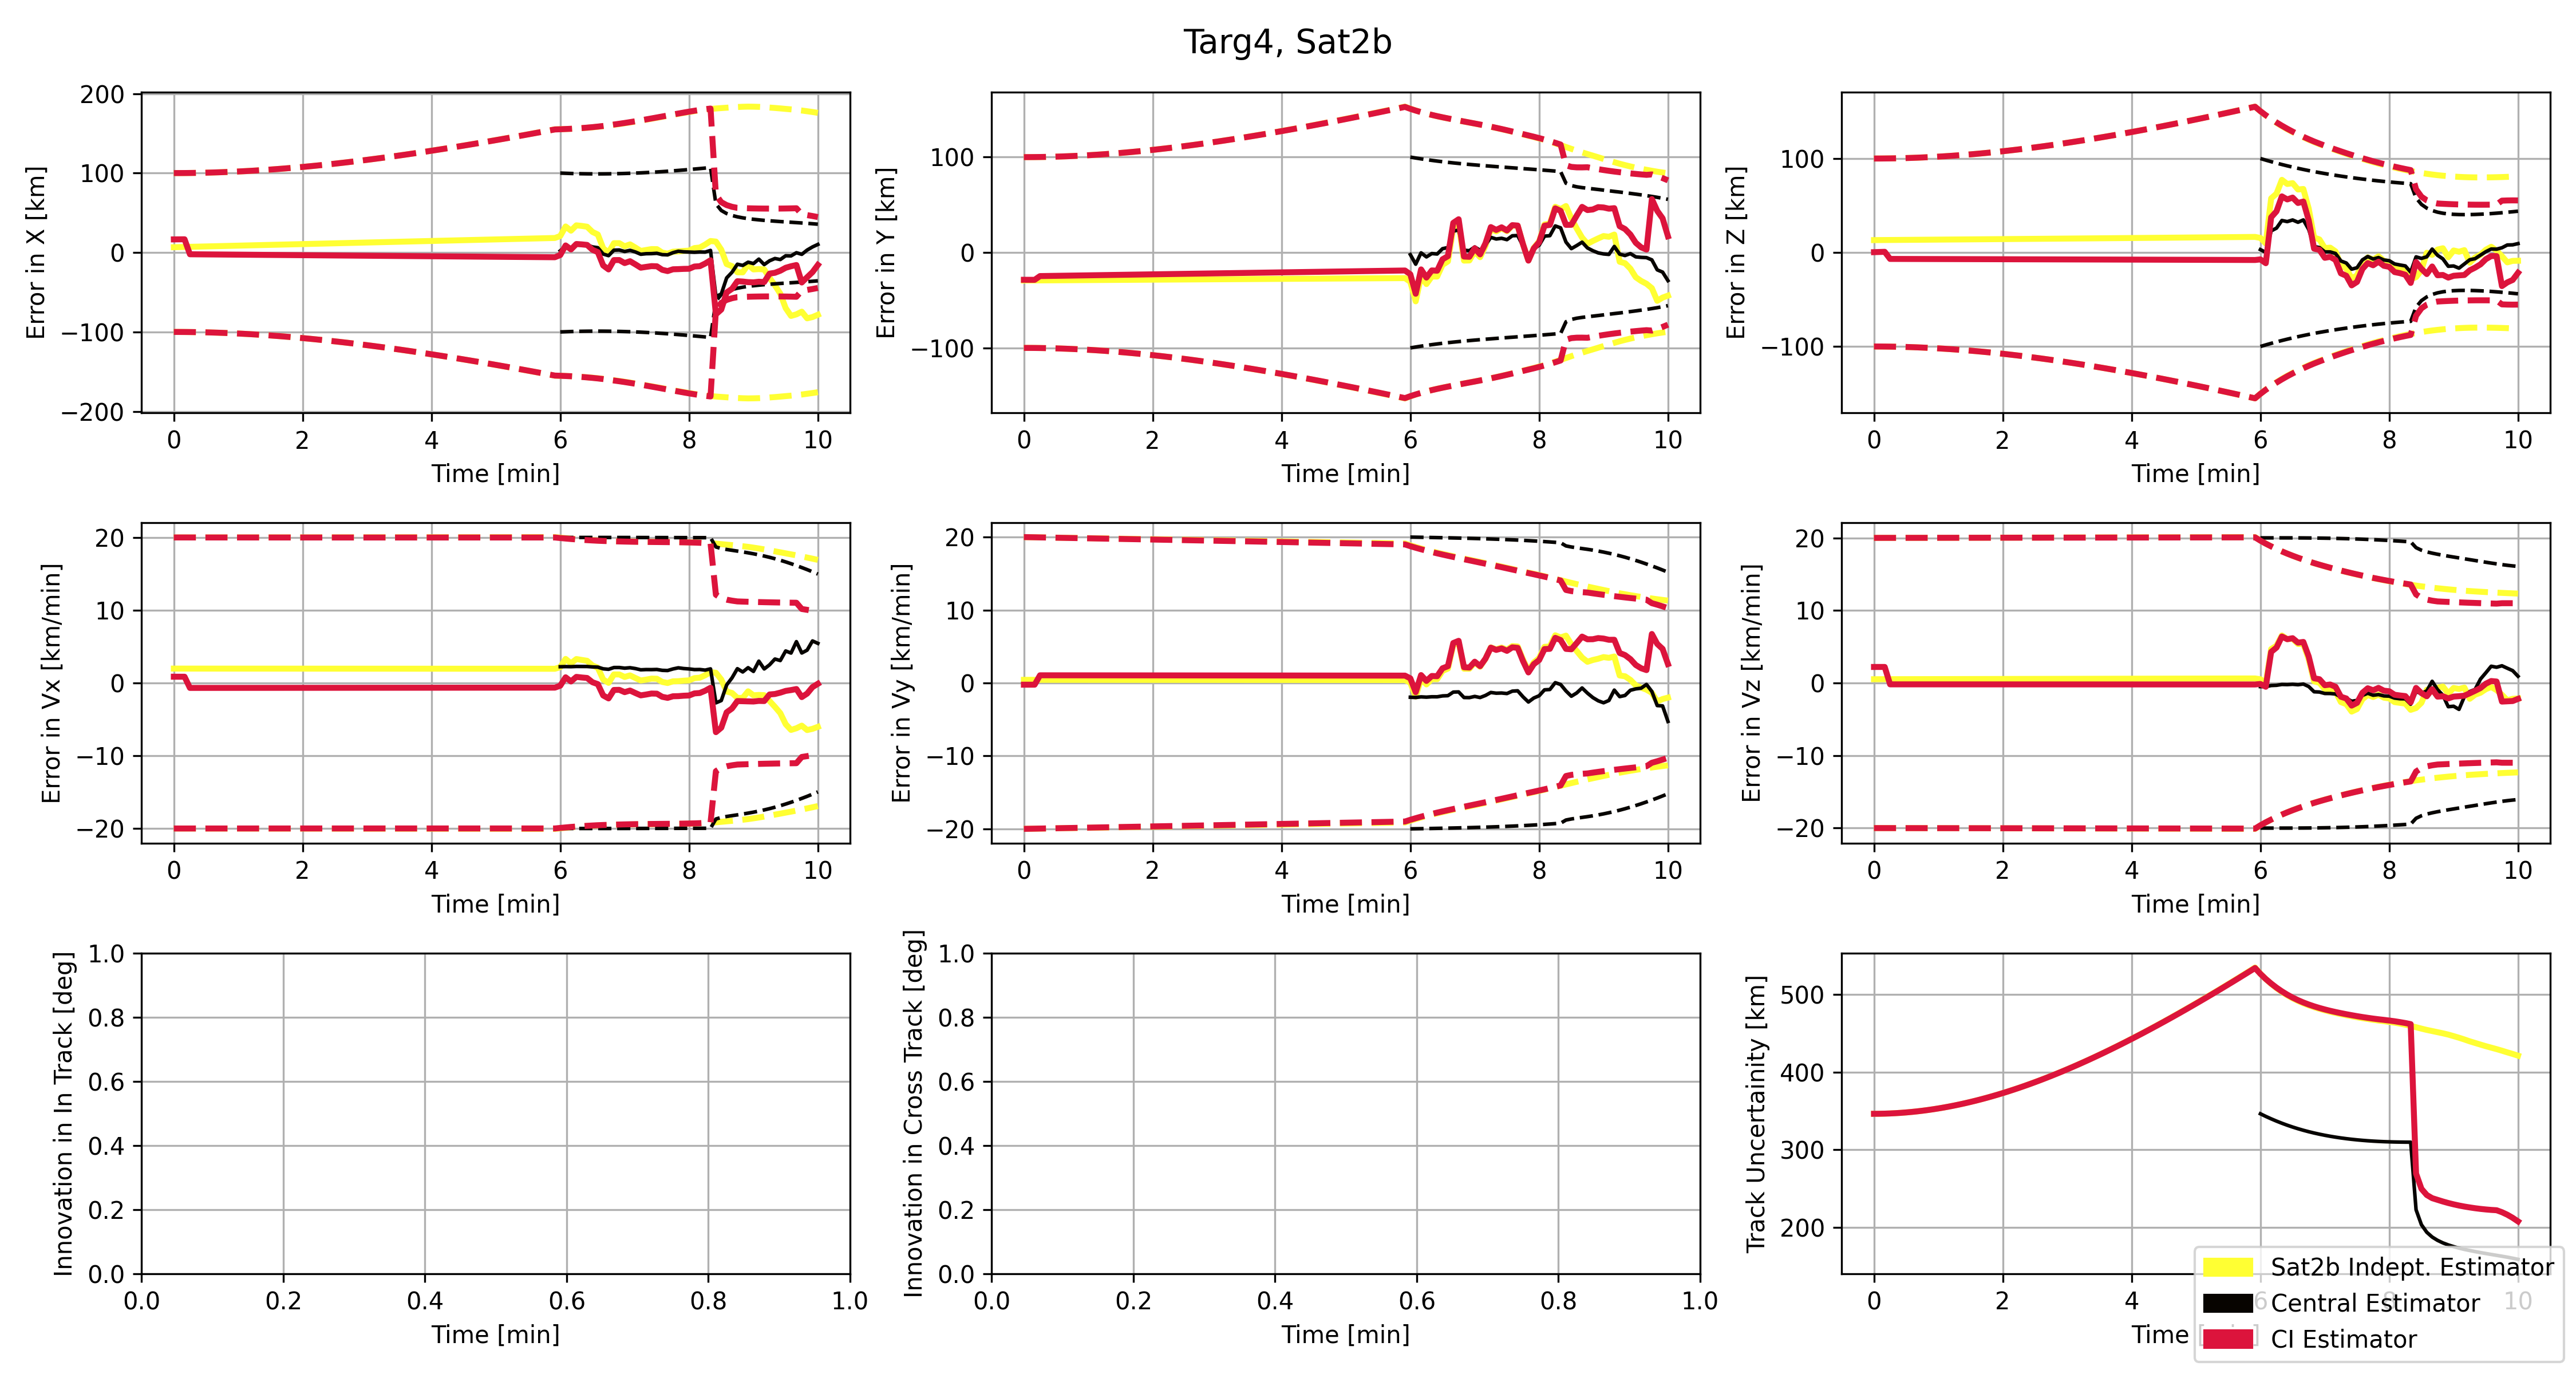 Targ4, Sat2b
Error in X [km]
200
100
0
−100
−200
0 2 4 6 8 10
Time [min]
Error in Y [km]
100
0
−100
0 2 4 6 8 10
Time [min]
Error in Z [km]
100
0
−100
0 2 4 6 8 10
Time [min]
Error in Vx [km/min]
20
10
0
−10
−20
0 2 4 6 8 10
Time [min]
Error in Vy [km/min]
20
10
0
−10
−20
0 2 4 6 8 10
Time [min]
Error in Vz [km/min]
20
10
0
−10
−20
0 2 4 6 8 10
Time [min]
Innovation in In Track [deg]
1.0
0.8
0.6
0.4
0.2
0.0
0.0 0.2 0.4 0.6 0.8 1.0
Time [min]
Innovation in Cross Track [deg]
1.0
0.8
0.6
0.4
0.2
0.0
0.0 0.2 0.4 0.6 0.8 1.0
Time [min]
Track Uncertainity [km]
500
400
300
200
0 2 4 6 8 10
Time
Sat2b Indept. Estimator
Central Estimator
CI Estimator